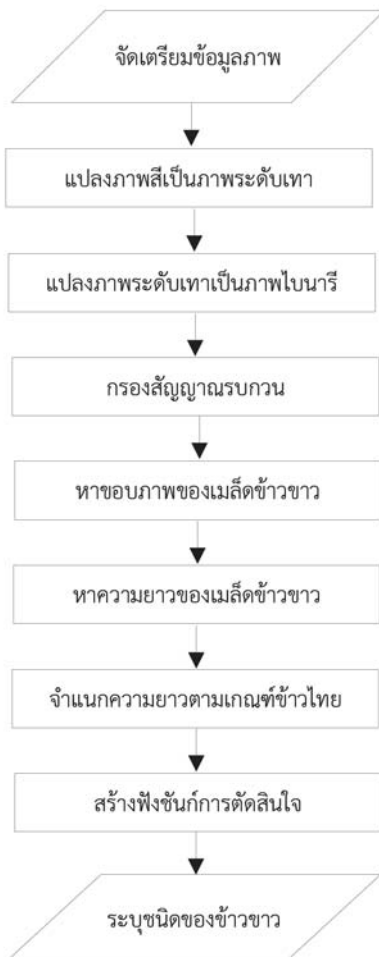 จัดเตรียมข้อมูลภาพ
แปลงภาพสีเป็นภาพระดับเทา
แปลงภาพระดับเทาเป็นภาพไบนารี
กรองสัญญาณรบกวน
หาขอบภาพของเมล็ดข้าวขาว
หาความยาวของเมล็ดข้าวขาว
จำแนกความยาวตามเกณฑ์ข้าวไทย
สร้างฟังชันก์การตัดสินใจ
ระบุชนิดของข้าวขาว